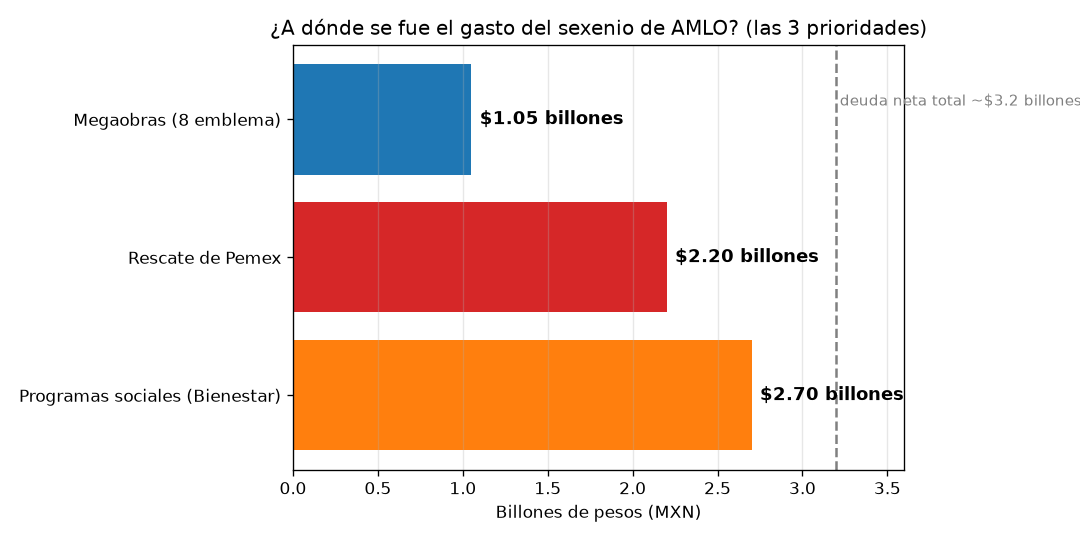 ¿A dónde se fue el gasto del sexenio de AMLO? (las 3 prioridades)
deuda neta total ~$3.2 billones
Megaobras (8 emblema)
$1.05 billones
Rescate de Pemex
$2.20 billones
Programas sociales (Bienestar)
$2.70 billones
0.0 0.5 1.0 1.5 2.0 2.5 3.0 3.5
Billones de pesos (MXN)